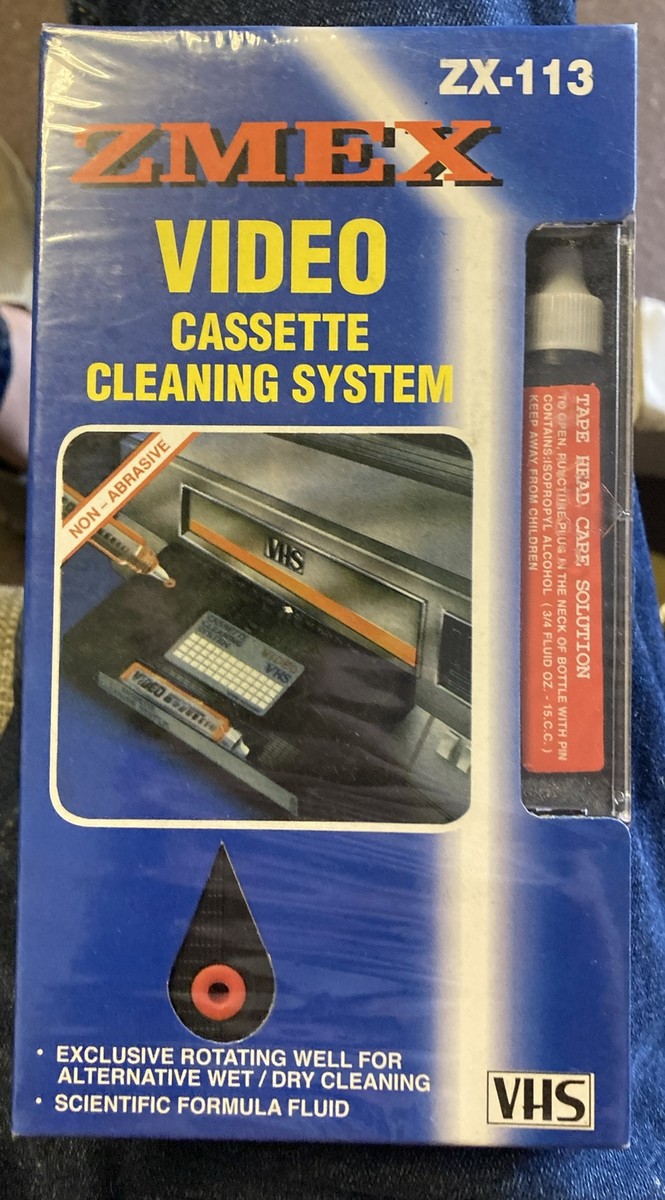 ZX-113
ZMEX
VIDEO
CASSETTE
CLEANING SYSTEM
NON-ABRASIVE
VHS
VIDEO
VHS
VIDEO
TAPE HEAD CARE SOLUTION
TO OPEN, PUNCTURE PLUG IN THE NECK OF BOTTLE WITH PIN
CONTAINS:ISOPROPYL ALCOHOL (3/4 FLUID OZ. - 15.C.C.)
KEEP AWAY FROM CHILDREN
• EXCLUSIVE ROTATING WELL FOR
ALTERNATIVE WET / DRY CLEANING
• SCIENTIFIC FORMULA FLUID
VHS